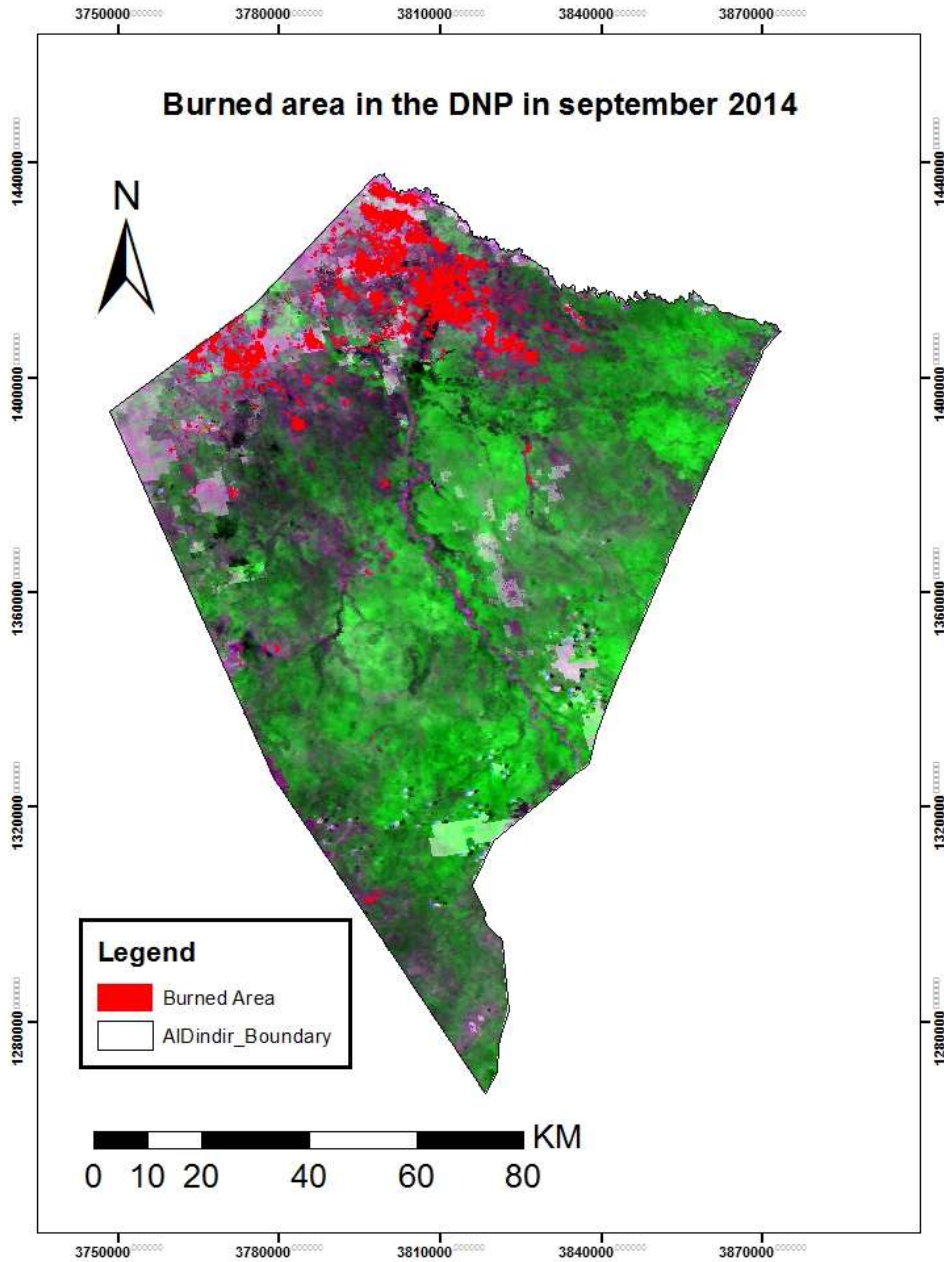 3750000 3780000 3810000 3840000 3870000
Burned area in the DNP in september 2014
N
1440000 1440000
1400000 1400000
1360000 1360000
1320000 1320000
1280000 1280000
Legend
Burned Area
AlDindir_Boundary
KM
0 10 20 40 60 80
3750000 3780000 3810000 3840000 3870000